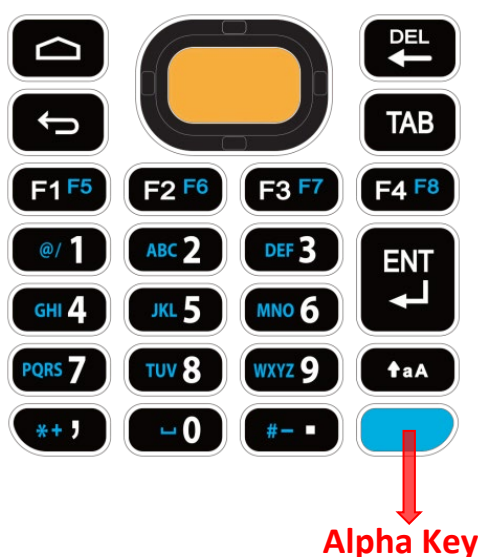 DEL
TAB
F1 F5 F2 F6 F3 F7 F4 F8
@/ 1 ABC 2 DEF 3 ENT
GHI 4 JKL 5 MNO 6
PQRS 7 TUV 8 WXYZ 9 aA
*+ , ⎵ 0 #- .
Alpha Key